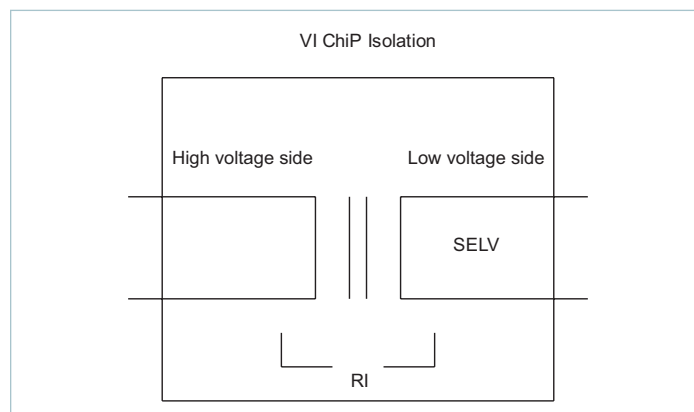 VI ChiP Isolation
High voltage side
Low voltage side
SELV
RI